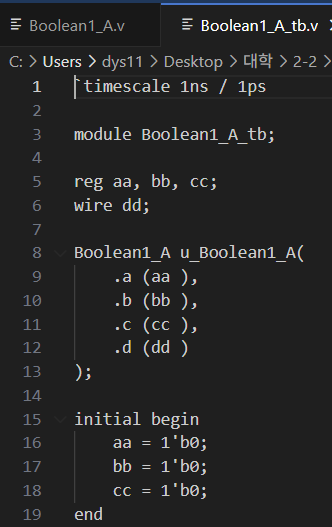 Boolean1_A.v Boolean1_A_tb.v
C: > Users > dys11 > Desktop > 대학 > 2-2 >
1 `timescale 1ns / 1ps
2
3 module Boolean1_A_tb;
4
5 reg aa, bb, cc;
6 wire dd;
7
8 Boolean1_A u_Boolean1_A(
9 .a (aa ),
10 .b (bb ),
11 .c (cc ),
12 .d (dd )
13 );
14
15 initial begin
16 aa = 1'b0;
17 bb = 1'b0;
18 cc = 1'b0;
19 end